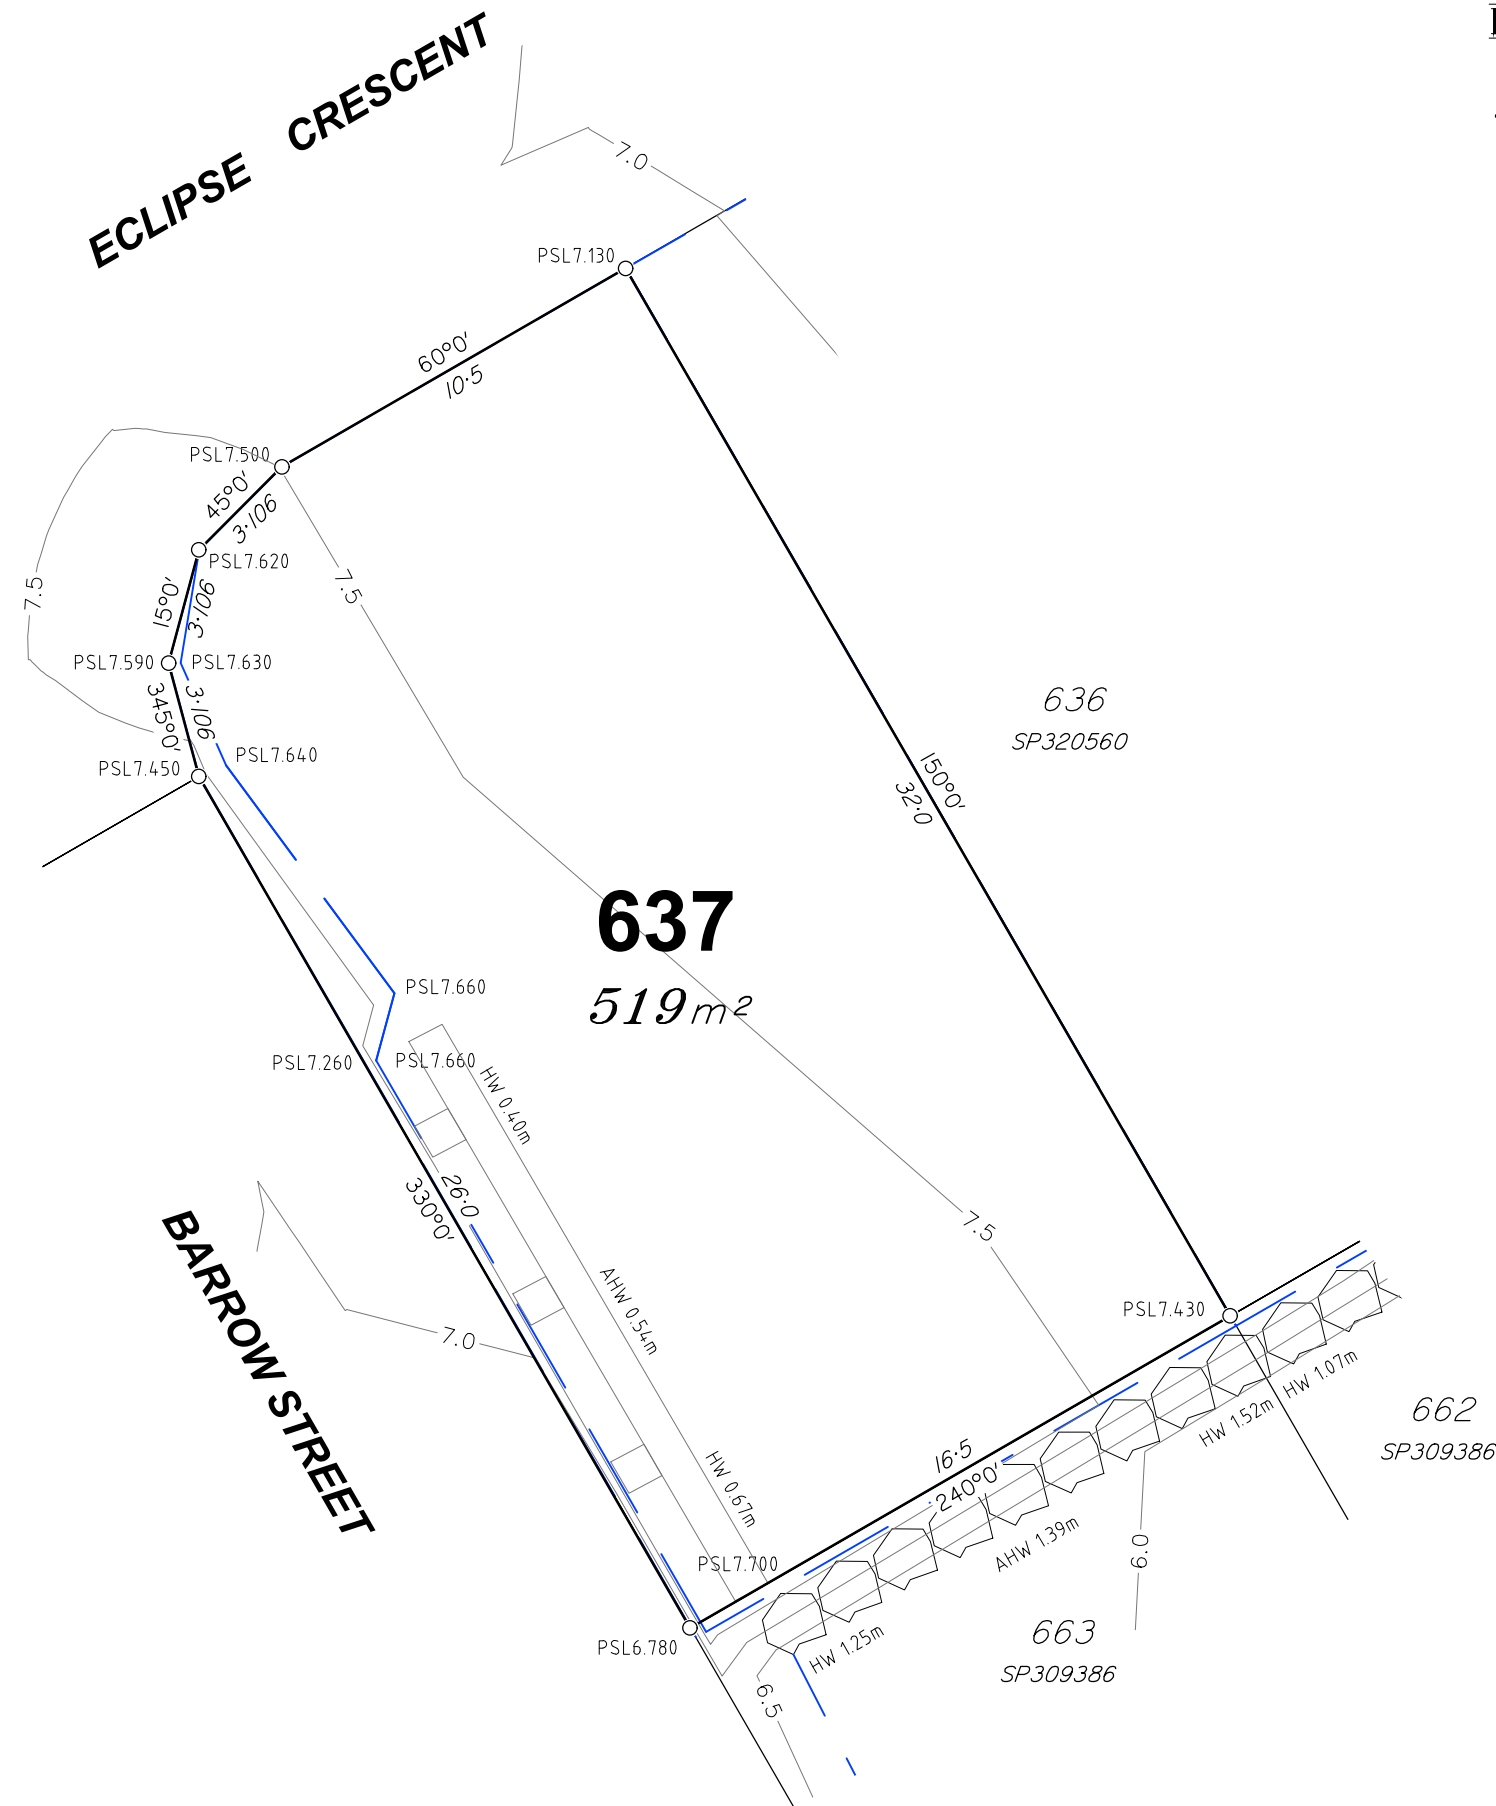 ECLIPSE CRESCENT
7.0
PSL7.130
60°0'
10·5
PSL7.500
45°0'
3·106
PSL7.620
7.5
7.5
15°0'
3·106
PSL7.590
PSL7.630
345°0'
3·106
636
SP320560
PSL7.640
PSL7.450
150°0'
32·0
637
519m²
PSL7.660
PSL7.260
PSL7.660
HW 0.40m
26·0
330°0'
BARROW STREET
7.5
AHW 0.54m
7.0
PSL7.430
HW 1.07m
HW 1.52m
662
SP309386
16·5
240°0'
HW 0.67m
AHW 1.39m
6.0
PSL7.700
PSL6.780
HW 1.25m
663
SP309386
6.5